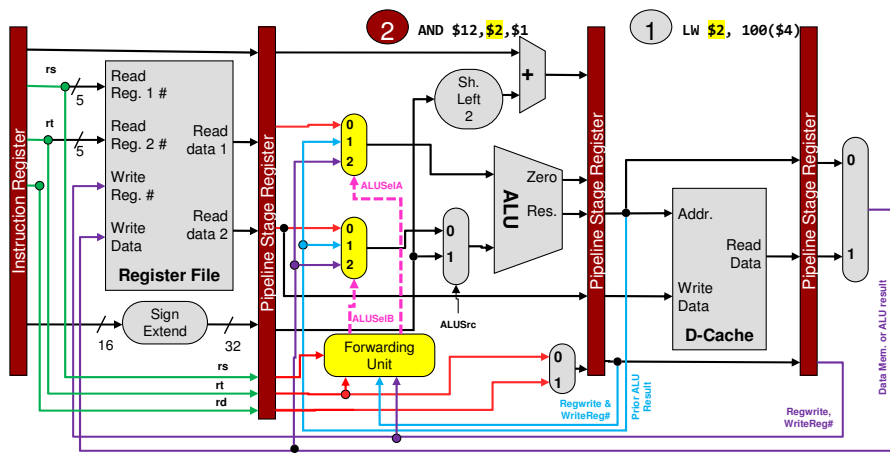 2 AND $12,$2,$1
1 LW $2, 100($4)
Instruction Register
rs
5
rt
5
Read
Reg. 1 #
Read
Reg. 2 #
Write
Reg. #
Write
Data
Read
data 1
Read
data 2
Register File
Sign
Extend
16
32
rs
rt
rd
Pipeline Stage Register
0
1
2
ALUSelA
0
1
2
ALUSelB
Forwarding
Unit
Sh.
Left
2
+
0
1
ALUSrc
ALU
Zero
Res.
0
1
Regwrite &
WriteReg#
Prior ALU
Result
Pipeline Stage Register
Addr.
Read
Data
Write
Data
D-Cache
Pipeline Stage Register
0
1
Regwrite,
WriteReg#
Data Mem. or ALU result